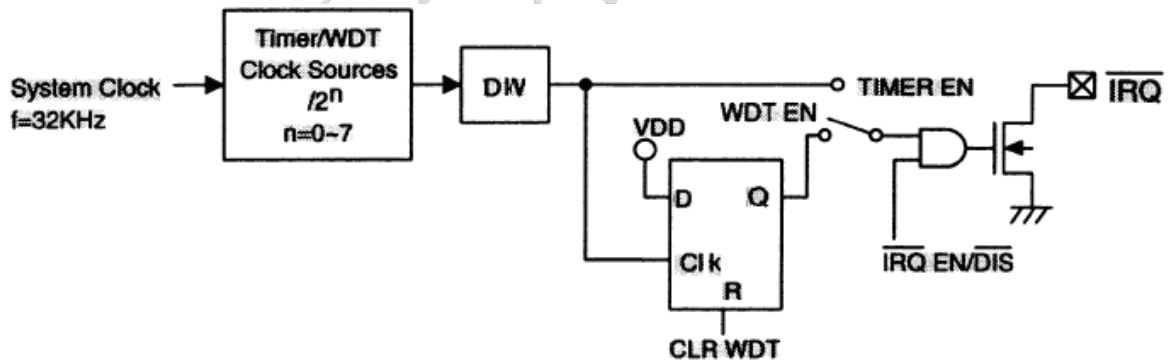 Timer/WDT
Clock Sources
/2^n
n=0~7
System Clock
f=32KHz
DIV
TIMER EN
WDT EN
VDD
D
Q
Clk
R
CLR WDT
IRQ
IRQ EN/DIS